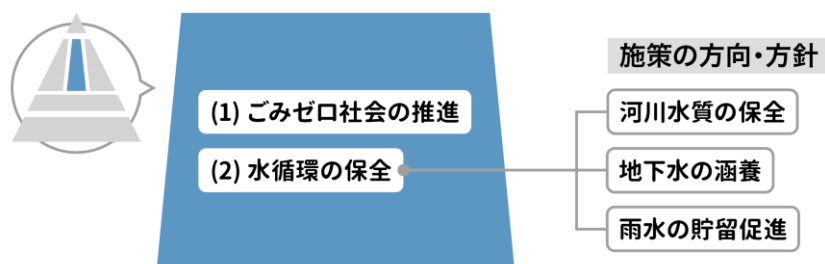 施策の方向・方針
(1) ごみゼロ社会の推進
(2) 水循環の保全
河川水質の保全
地下水の涵養
雨水の貯留促進